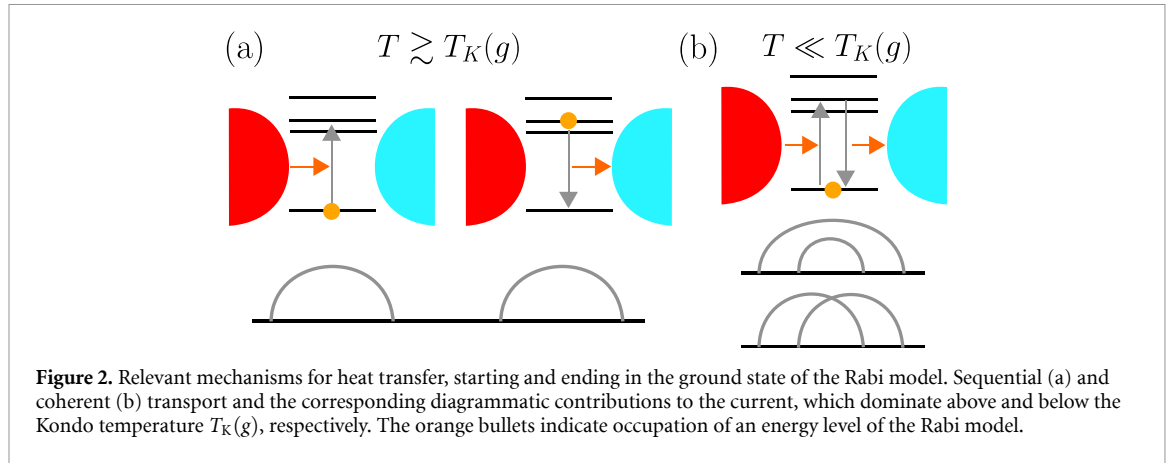 (a) T ≳ T_K(g) (b) T ≪ T_K(g)
Figure 2. Relevant mechanisms for heat transfer, starting and ending in the ground state of the Rabi model. Sequential (a) and
coherent (b) transport and the corresponding diagrammatic contributions to the current, which dominate above and below the
Kondo temperature T_K(g), respectively. The orange bullets indicate occupation of an energy level of the Rabi model.